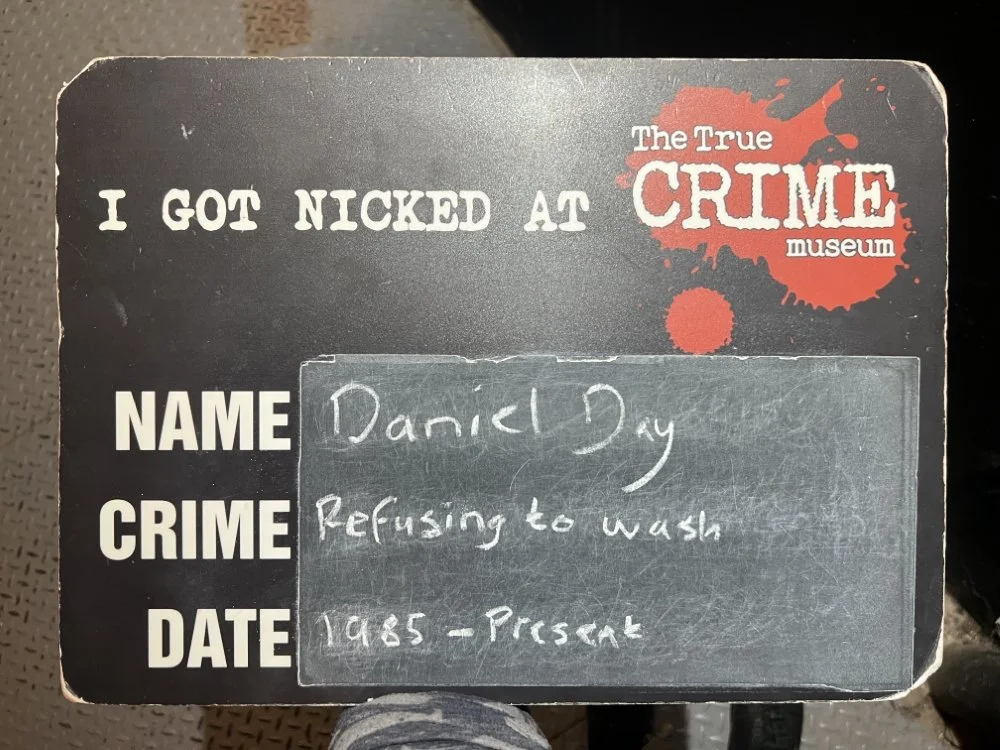 I GOT NICKED AT
The True
CRIME
museum
NAME Daniel Day
CRIME Refusing to wash
DATE 1985 - Present